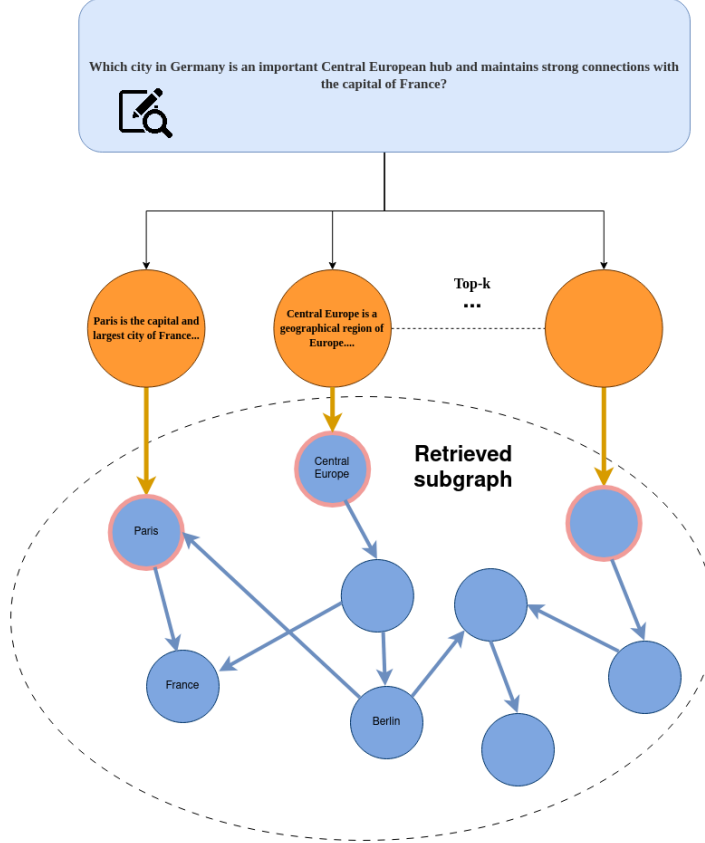 Which city in Germany is an important Central European hub and maintains strong connections with
the capital of France?
Paris is the capital and
largest city of France...
Central Europe is a
geographical region of
Europe....
Top-k
...
Central
Europe
Retrieved
subgraph
Paris
France
Berlin